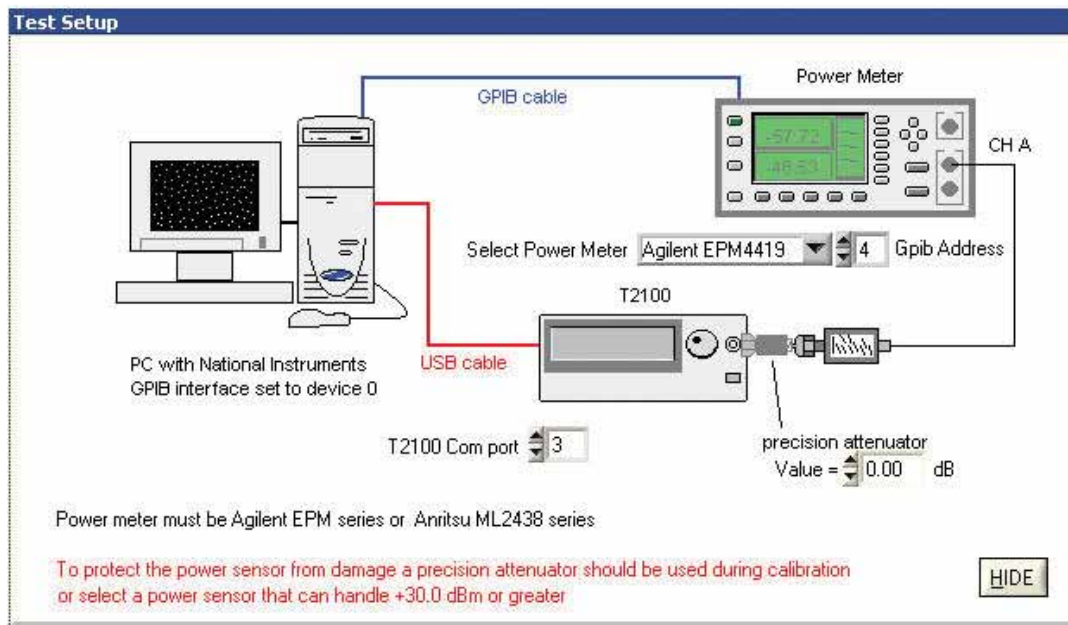 Test Setup
Power Meter
GPIB cable
-57.72
-48.53
CH A
Select Power Meter Agilent EPM4419 4 Gpib Address
T2100
PC with National Instruments
GPIB interface set to device 0
USB cable
T2100 Com port 3
precision attenuator
Value = 0.00 dB
Power meter must be Agilent EPM series or Anritsu ML2438 series
To protect the power sensor from damage a precision attenuator should be used during calibration
or select a power sensor that can handle +30.0 dBm or greater
HIDE